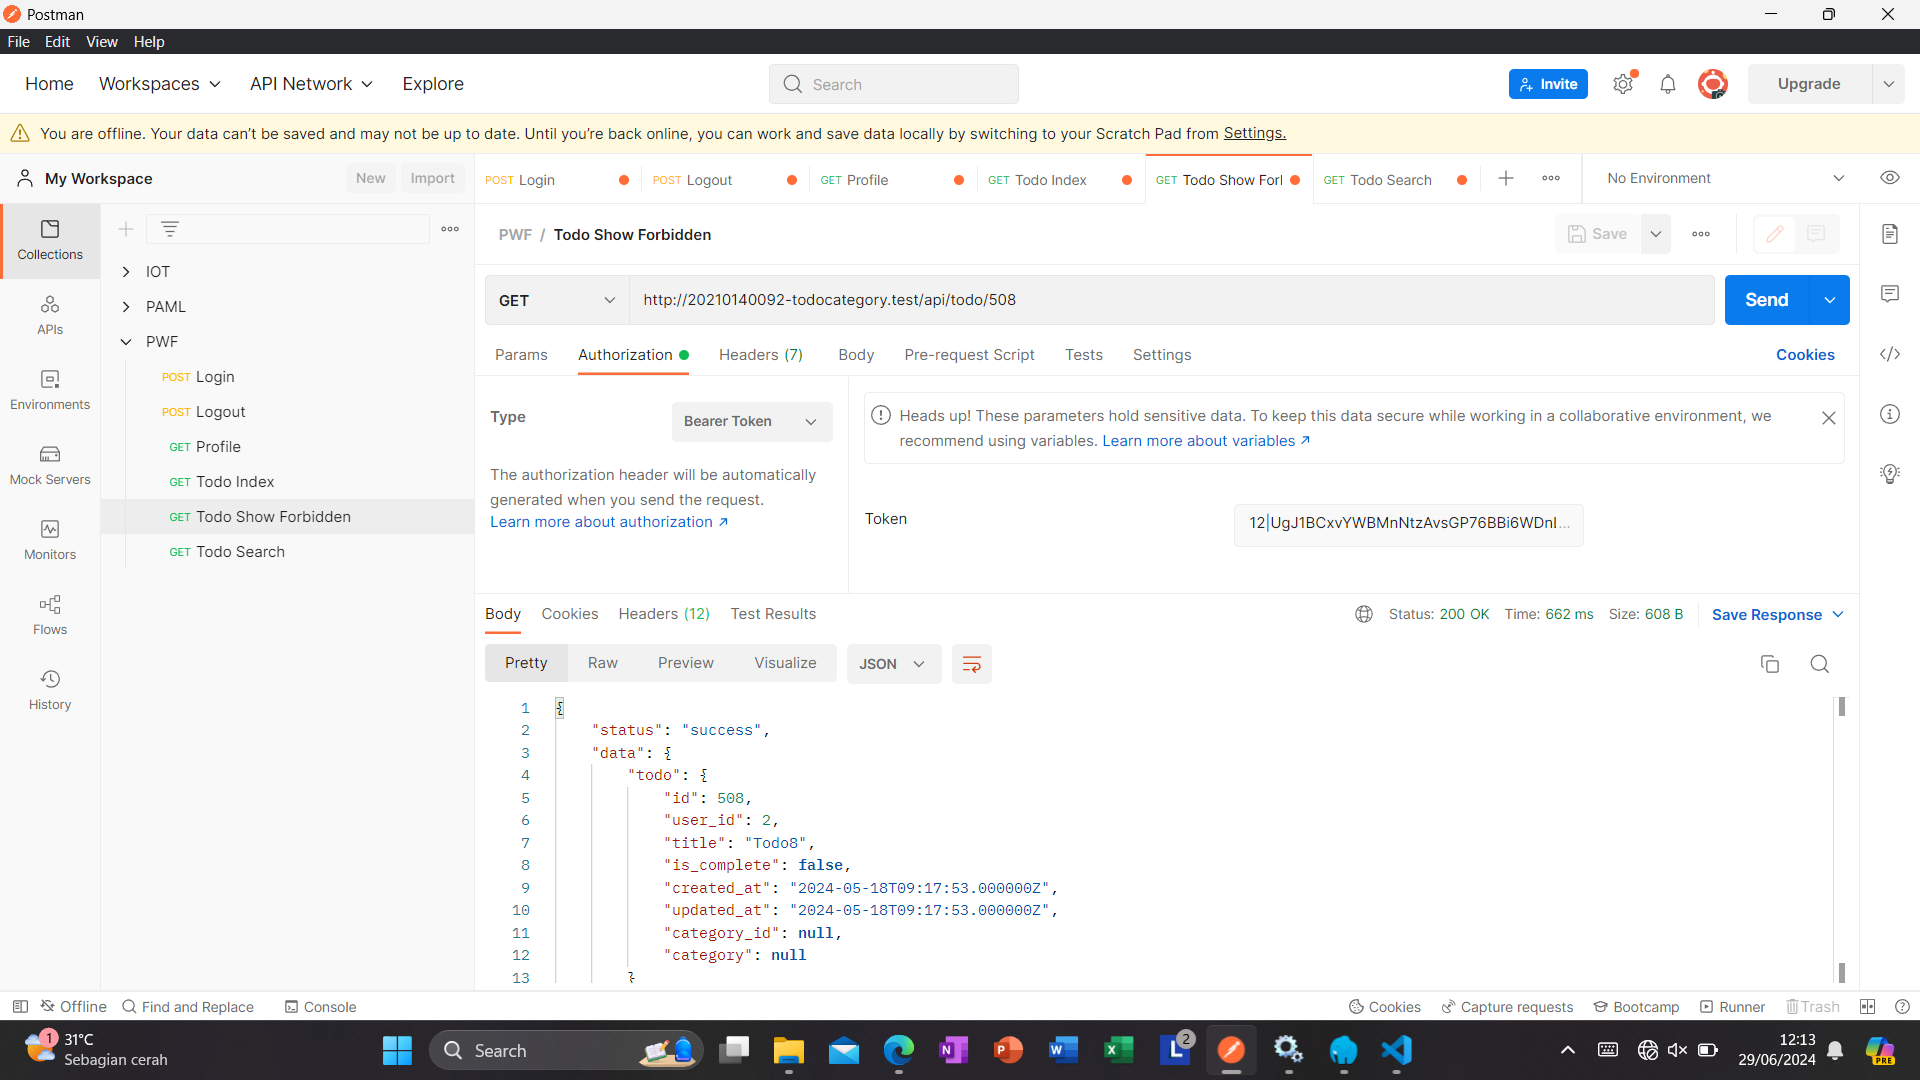 Postman
File Edit View Help
Home Workspaces API Network Explore Search Invite Upgrade
You are offline. Your data can't be saved and may not be up to date. Until you're back online, you can work and save data locally by switching to your Scratch Pad from Settings.
My Workspace New Import
POST Login POST Logout GET Profile GET Todo Index GET Todo Show Forl GET Todo Search No Environment
Collections
APIs
Environments
Mock Servers
Monitors
Flows
History
IOT
PAML
PWF
POST Login
POST Logout
GET Profile
GET Todo Index
GET Todo Show Forbidden
GET Todo Search
PWF / Todo Show Forbidden Save
GET http://20210140092-todocategory.test/api/todo/508 Send
Params Authorization Headers (7) Body Pre-request Script Tests Settings Cookies
Type Bearer Token
The authorization header will be automatically
generated when you send the request.
Learn more about authorization ↗
Heads up! These parameters hold sensitive data. To keep this data secure while working in a collaborative environment, we
recommend using variables. Learn more about variables ↗
Token 12|UgJ1BCxvYWBMnNtzAvsGP76BBi6WDnI...
Body Cookies Headers (12) Test Results Status: 200 OK Time: 662 ms Size: 608 B Save Response
Pretty Raw Preview Visualize JSON
1 {
2 "status": "success",
3 "data": {
4 "todo": {
5 "id": 508,
6 "user_id": 2,
7 "title": "Todo8",
8 "is_complete": false,
9 "created_at": "2024-05-18T09:17:53.000000Z",
10 "updated_at": "2024-05-18T09:17:53.000000Z",
11 "category_id": null,
12 "category": null
13 }
Offline Find and Replace Console Cookies Capture requests Bootcamp Runner Trash
1 31°C
Sebagian cerah
Search
2
12:13
29/06/2024
PRE